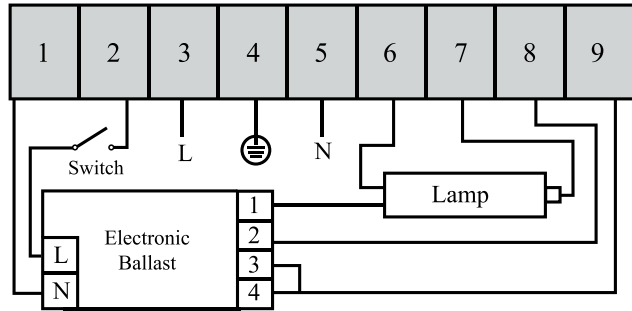 1 2 3 4 5 6 7 8 9
L N
Switch
Lamp
1
Electronic
Ballast
2
L
3
N
4